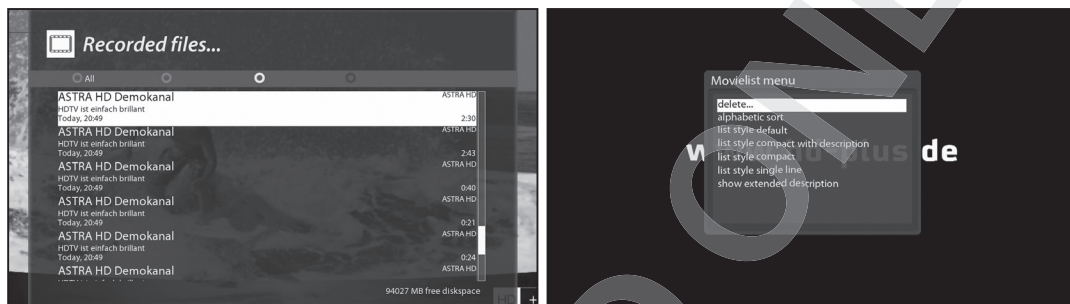 Recorded files...
All
ASTRA HD Demokanal ASTRA HD
HDTV ist einfach brillant
Today, 20:49 2:30
ASTRA HD Demokanal ASTRA HD
HDTV ist einfach brillant
Today, 20:49 2:43
ASTRA HD Demokanal ASTRA HD
HDTV ist einfach brillant
Today, 20:49 0:40
ASTRA HD Demokanal ASTRA HD
HDTV ist einfach brillant
Today, 20:49 0:21
ASTRA HD Demokanal ASTRA HD
HDTV ist einfach brillant
Today, 20:49 0:24
ASTRA HD Demokanal ASTRA HD
94027 MB free diskspace
HD +
Movielist menu
delete...
alphabetic sort
list style default
list style compact with description
list style compact
list style single line
show extended description
de